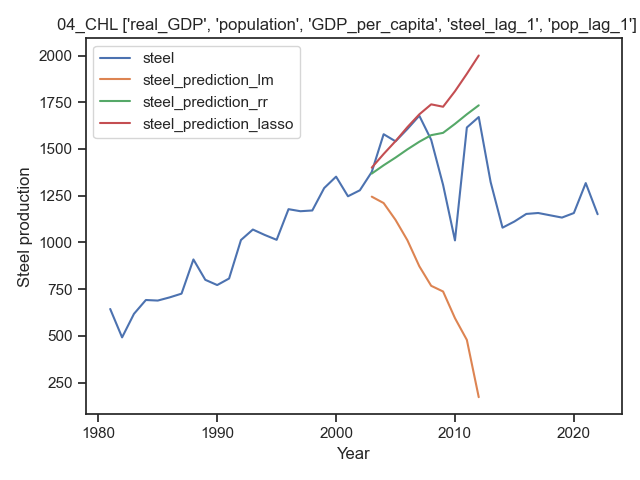 04_CHL ['real_GDP', 'population', 'GDP_per_capita', 'steel_lag_1', 'pop_lag_1']
steel
steel_prediction_lm
steel_prediction_rr
steel_prediction_lasso
Steel production
2000
1750
1500
1250
1000
750
500
250
1980 1990 2000 2010 2020
Year